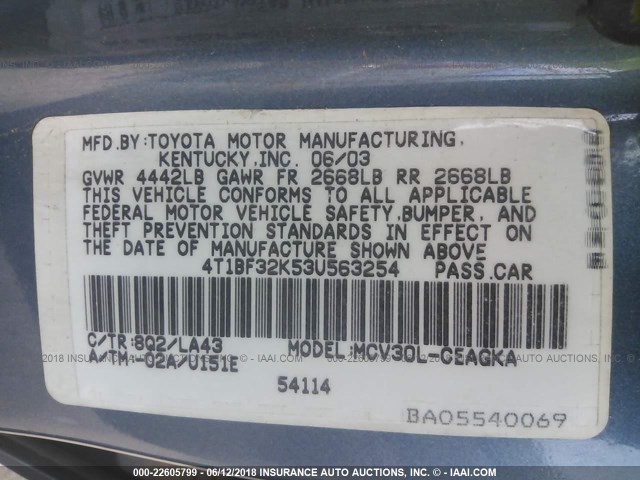 MFD.BY:TOYOTA MOTOR MANUFACTURING,
KENTUCKY,INC. 06/03
GVWR 4442LB GAWR FR 2668LB RR 2668LB
THIS VEHICLE CONFORMS TO ALL APPLICABLE
FEDERAL MOTOR VEHICLE SAFETY,BUMPER, AND
THEFT PREVENTION STANDARDS IN EFFECT ON
THE DATE OF MANUFACTURE SHOWN ABOVE
4T1BF32K53U563254 PASS.CAR
C/TR:8Q2/LA43 MODEL:MCV30L-CEAGKA
A/TM-02A/U151E
54114
BA05540069
000-22605799 - 06/12/2018 INSURANCE AUTO AUCTIONS - ©IAAI.COM